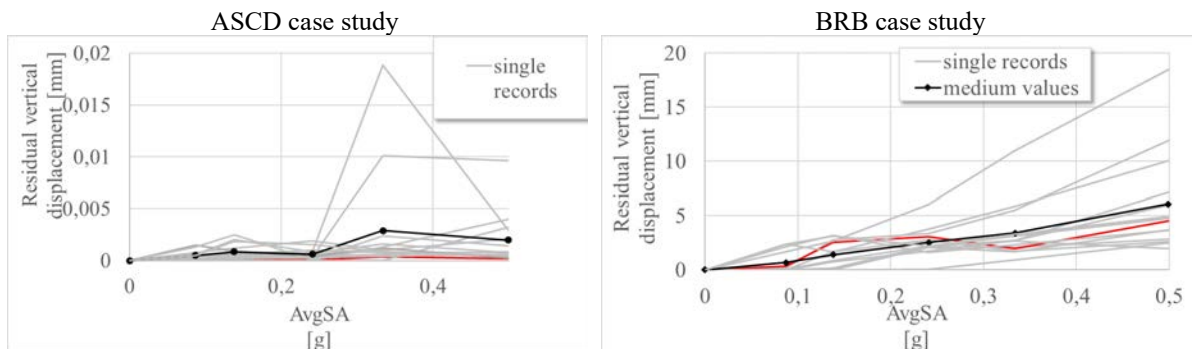 ASCD case study
Residual vertical
displacement [mm]
0,02
0,015
0,01
0,005
0
0,2
0,4
single
records
AvgSA
[g]
BRB case study
Residual vertical
displacement [mm]
20
15
10
5
0
0
0,1
0,2
0,3
0,4
0,5
single records
medium values
AvgSA
[g]